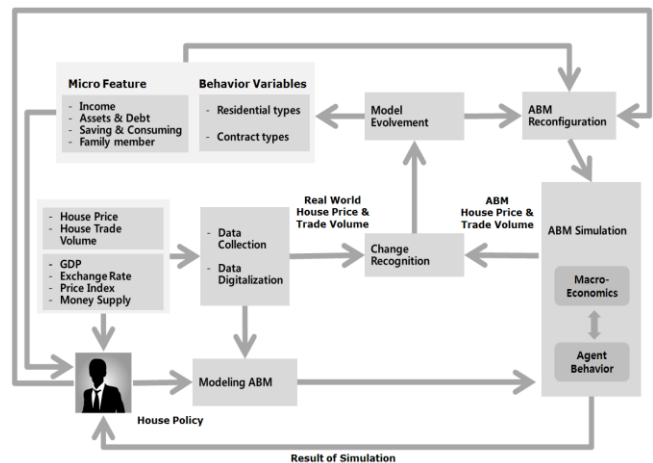 Micro Feature
- Income
- Assets & Debt
- Saving & Consuming
- Family member
Behavior Variables
- Residential types
- Contract types
Model
Evolvement
ABM
Reconfiguration
- House Price
- House Trade
Volume
- GDP
- Exchange Rate
- Price Index
- Money Supply
- Data
Collection
- Data
Digitalization
Real World
House Price &
Trade Volume
Change
Recognition
ABM
House Price &
Trade Volume
ABM Simulation
Macro-
Economics
Agent
Behavior
Modeling ABM
House Policy
Result of Simulation